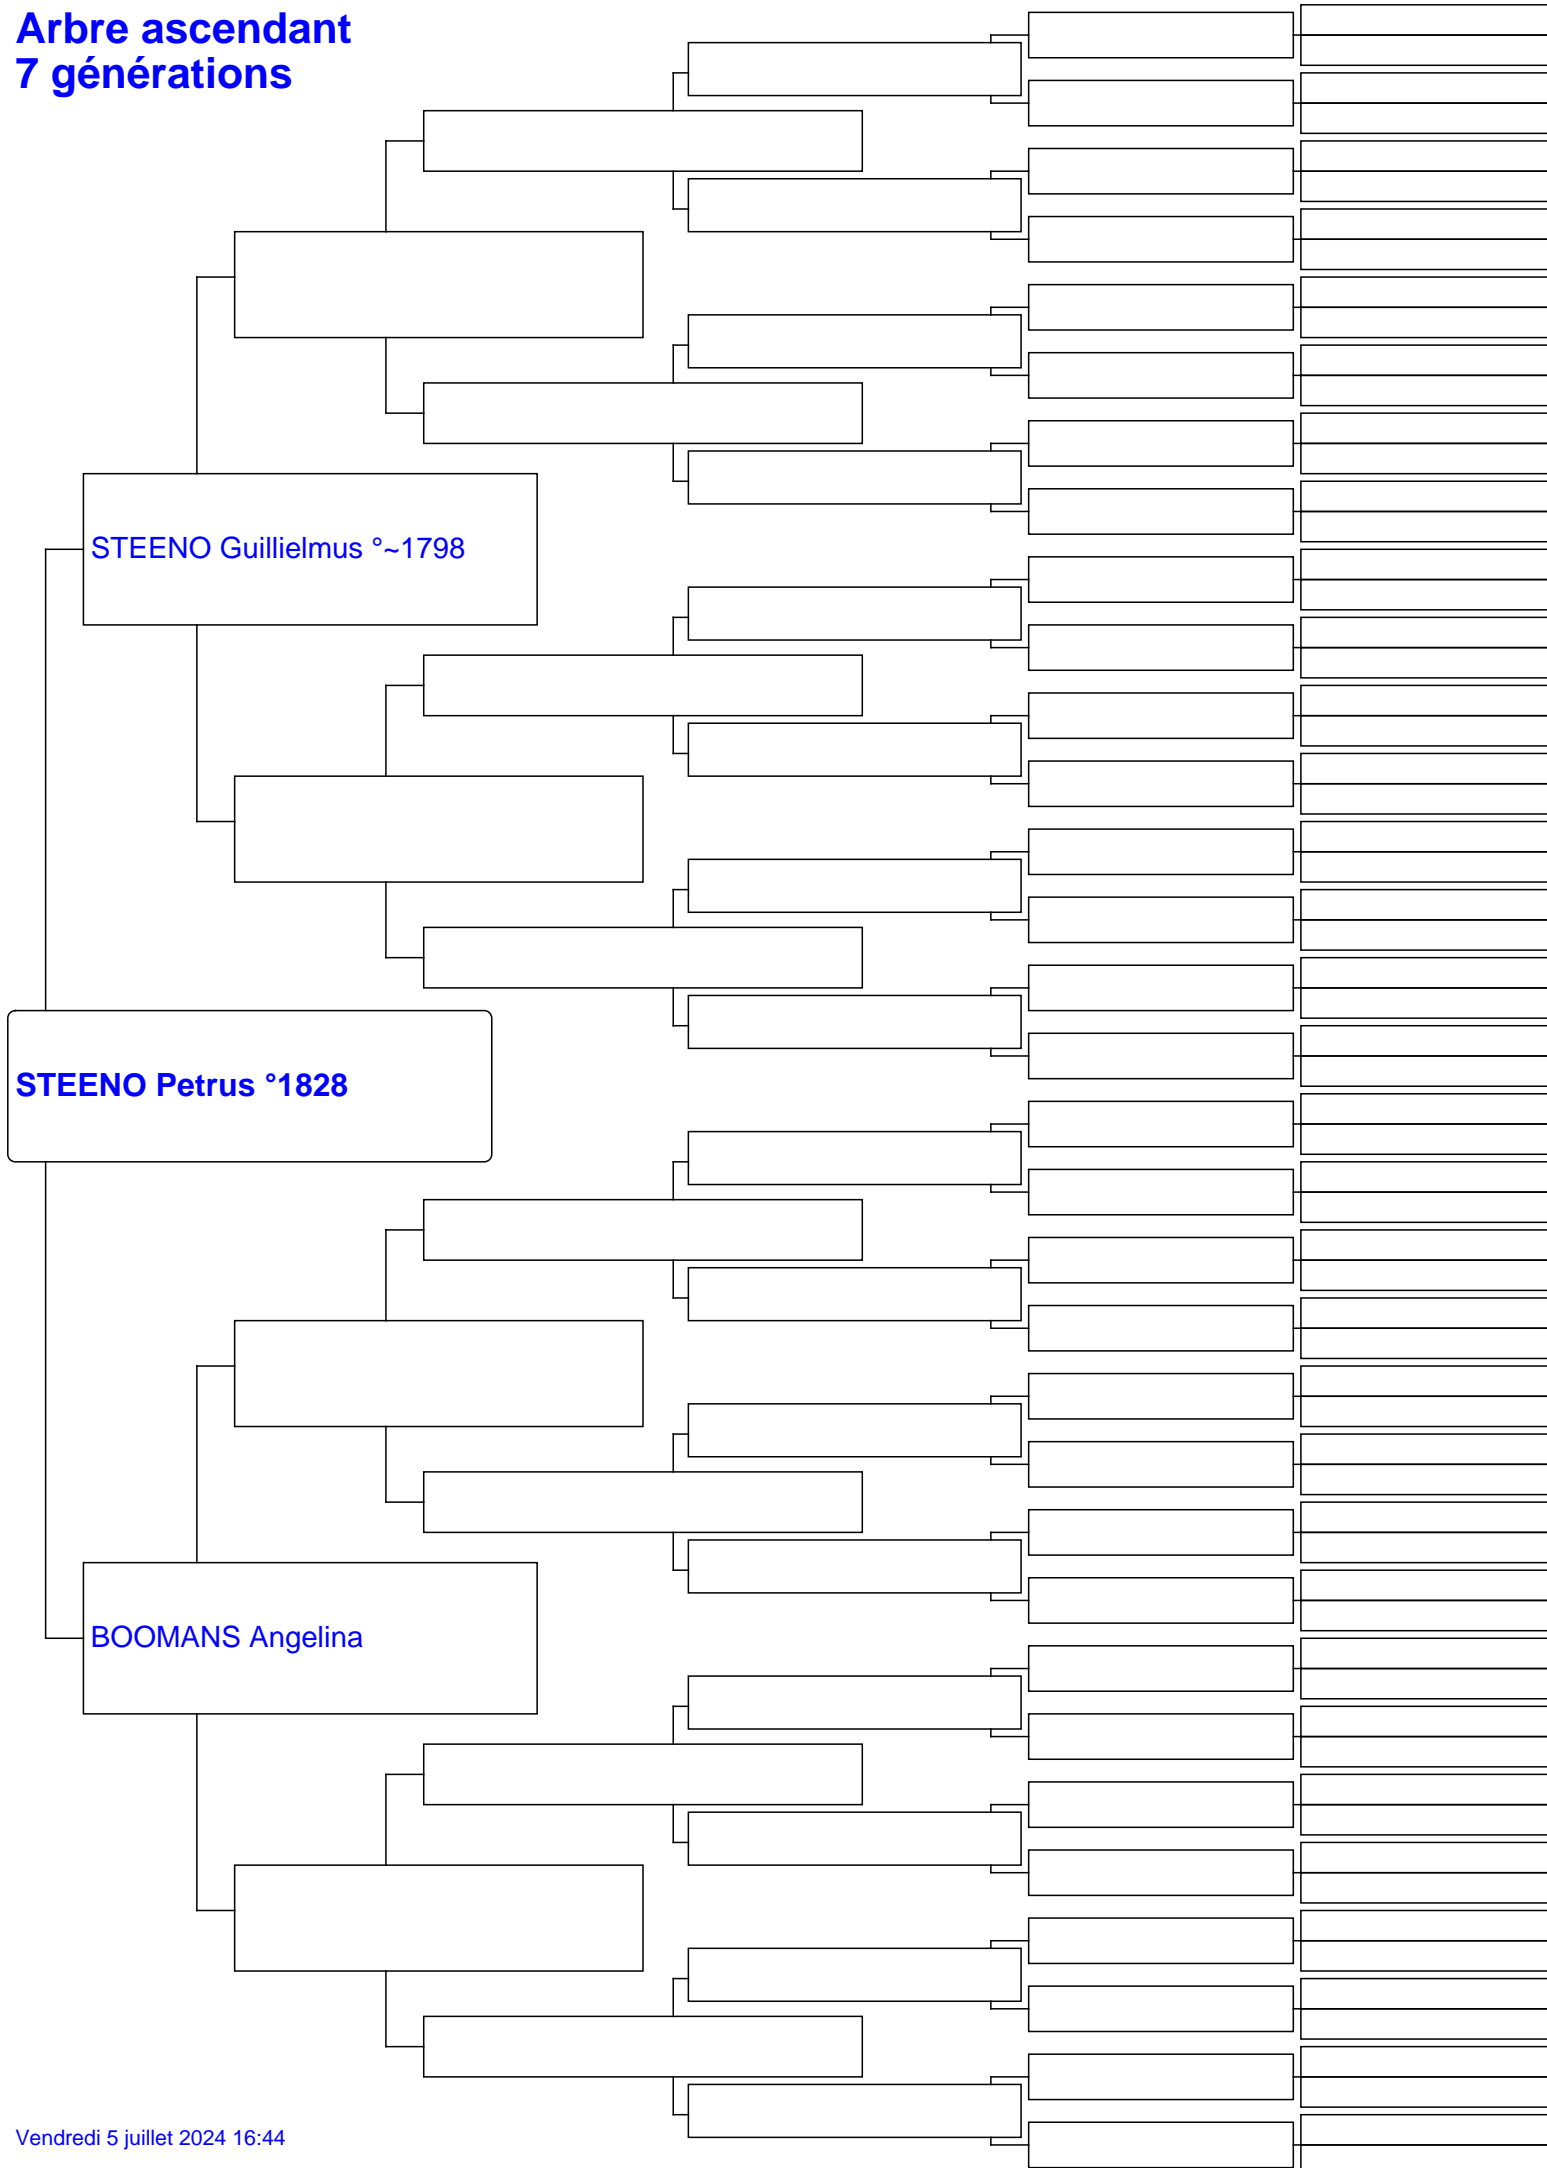 Arbre ascendant
7 générations
STEENO Guillielmus °~1798
STEENO Petrus °1828
BOOMANS Angelina
Vendredi 5 juillet 2024 16:44